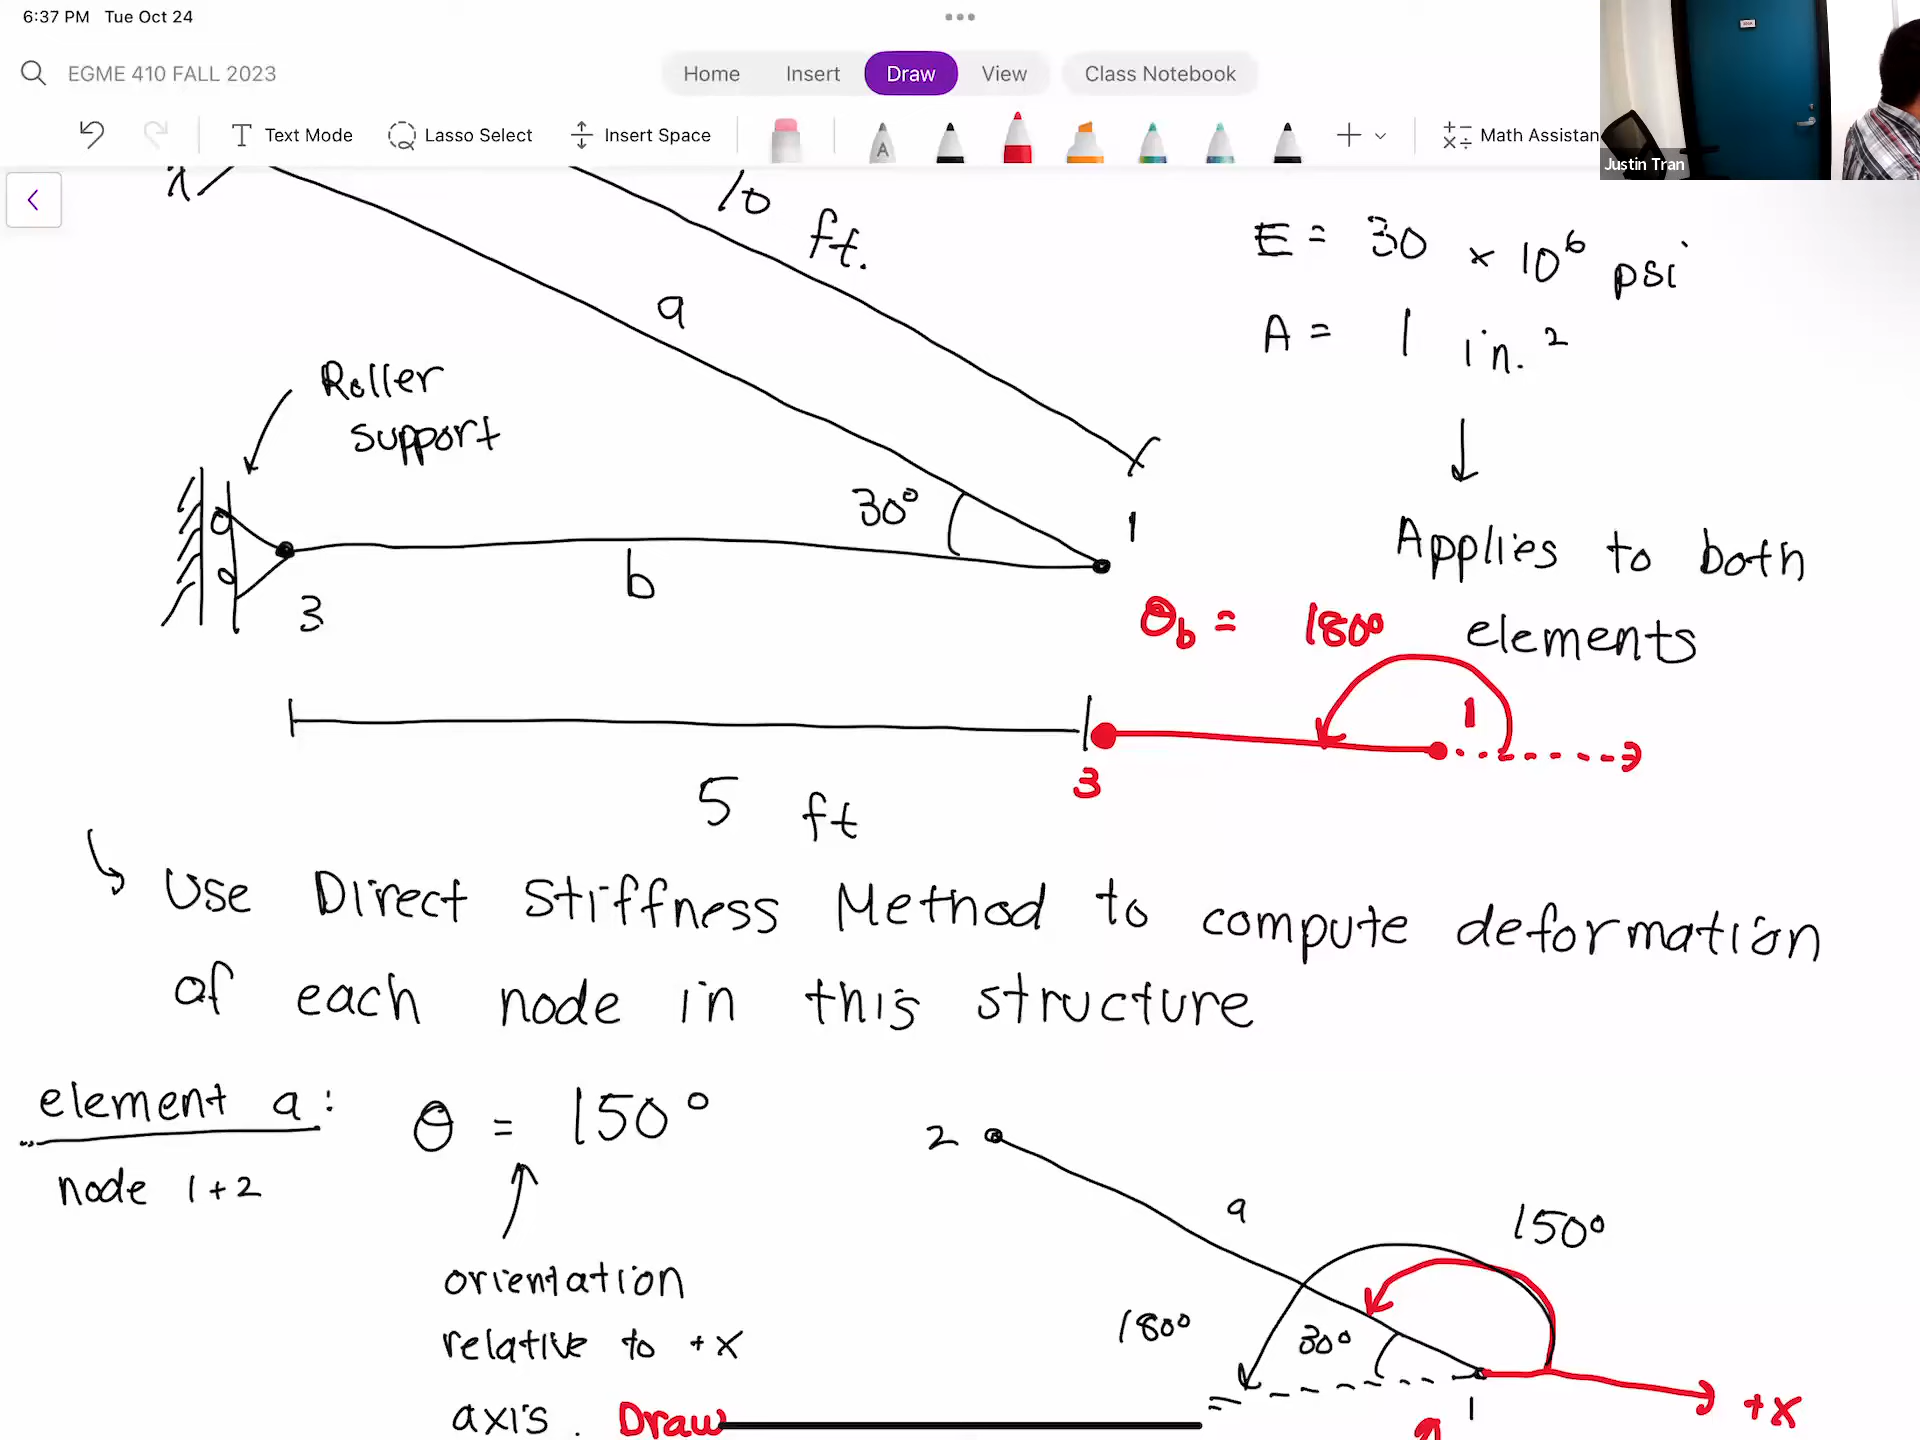 6:37 PM Tue Oct 24
EGME 410 FALL 2023
Home Insert Draw View Class Notebook
Text Mode Lasso Select Insert Space Math Assistan
Justin Tran
10 ft.
a
E = 30 × 10⁶ psi
A = 1 in.²
Roller
support
30°
1
Applies to both
elements
b
3
θb = 180°
1
3
5 ft
Use Direct Stiffness Method to compute deformation
of each node in this structure
element a:
node 1+2
θ = 150°
orientation
relative to +x
axis. Draw
2
a
150°
180°
30°
1
+x